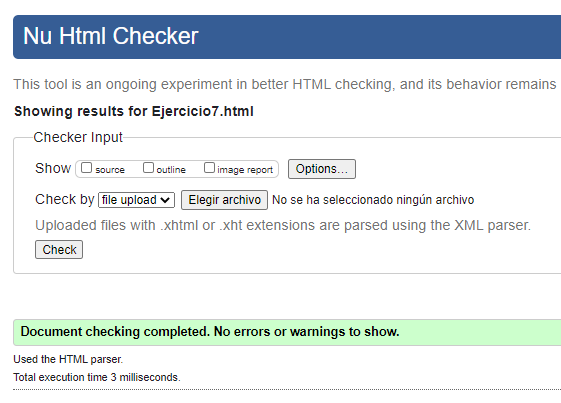 Nu Html Checker
This tool is an ongoing experiment in better HTML checking, and its behavior remains
Showing results for Ejercicio7.html
Checker Input
Show source outline image report Options...
Check by file upload Elegir archivo No se ha seleccionado ningún archivo
Uploaded files with .xhtml or .xht extensions are parsed using the XML parser.
Check
Document checking completed. No errors or warnings to show.
Used the HTML parser.
Total execution time 3 milliseconds.